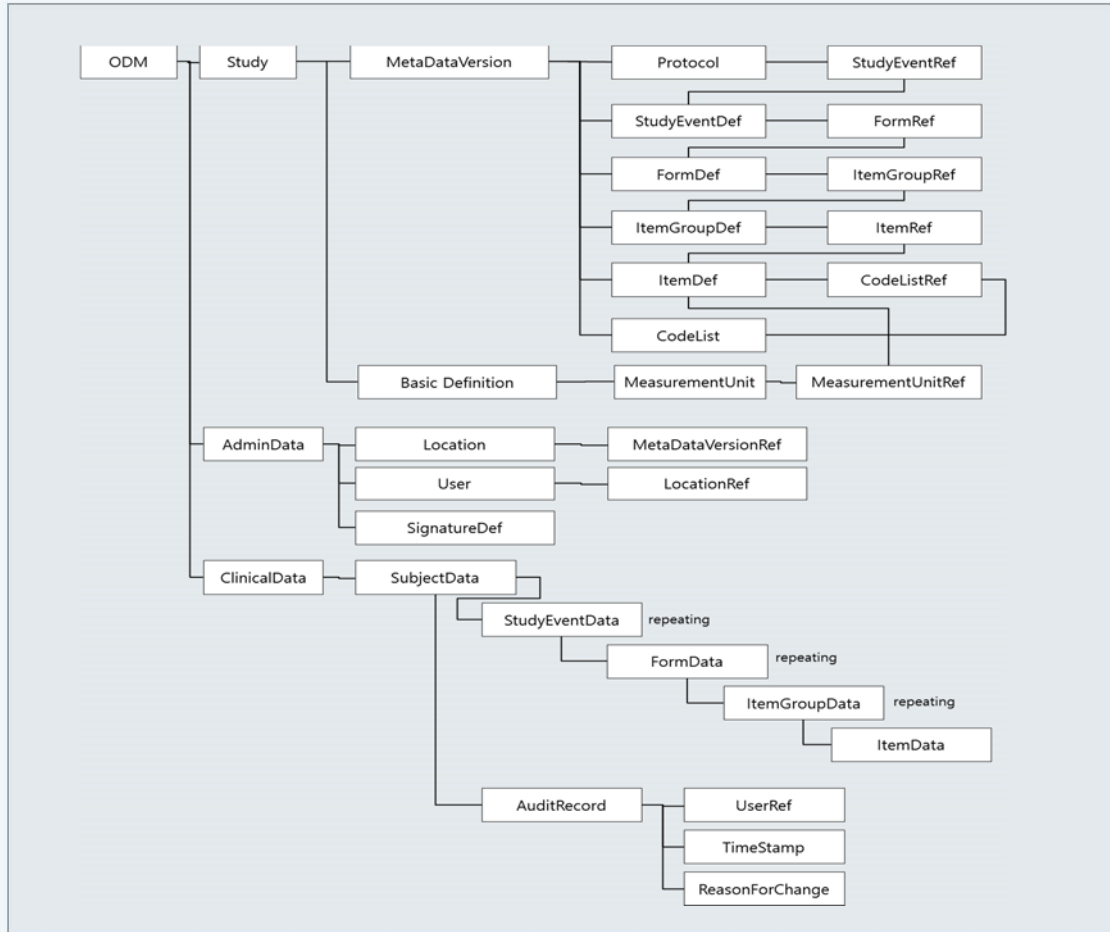 ODM Study MetaDataVersion Protocol StudyEventRef
StudyEventDef FormRef
FormDef ItemGroupRef
ItemGroupDef ItemRef
ItemDef CodeListRef
CodeList
Basic Definition MeasurementUnit MeasurementUnitRef
AdminData Location MetaDataVersionRef
User LocationRef
SignatureDef
ClinicalData SubjectData
StudyEventData repeating
FormData repeating
ItemGroupData repeating
ItemData
AuditRecord UserRef
TimeStamp
ReasonForChange